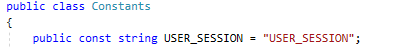 public class Constants
{
public const string USER_SESSION = "USER_SESSION";